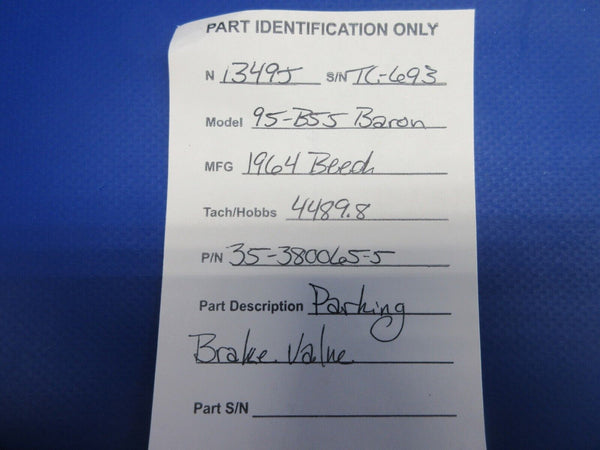 PART IDENTIFICATION ONLY
N 13495 S/N TC-693
Model 95-B55 Baron
MFG 1964 Beech
Tach/Hobbs 4489.8
P/N 35-380065-5
Part Description Parking
Brake Valve
Part S/N